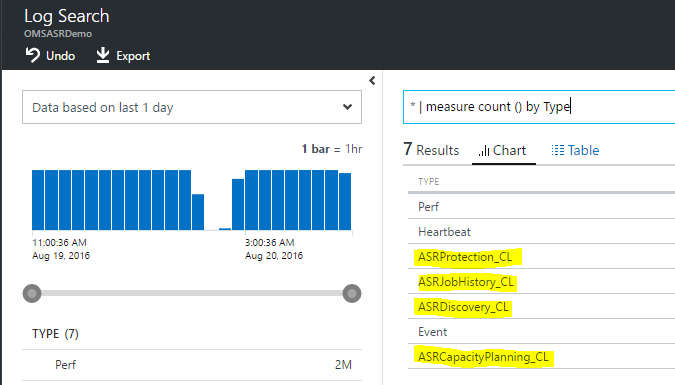 Log Search
OMSASRDemo
Undo Export
Data based on last 1 day
1 bar = 1hr
11:00:36 AM
Aug 19, 2016
3:00:36 AM
Aug 20, 2016
TYPE (7)
Perf 2M
* | measure count () by Type
7 Results Chart Table
TYPE
Perf
Heartbeat
ASRProtection_CL
ASRJobHistory_CL
ASRDiscovery_CL
Event
ASRCapacityPlanning_CL